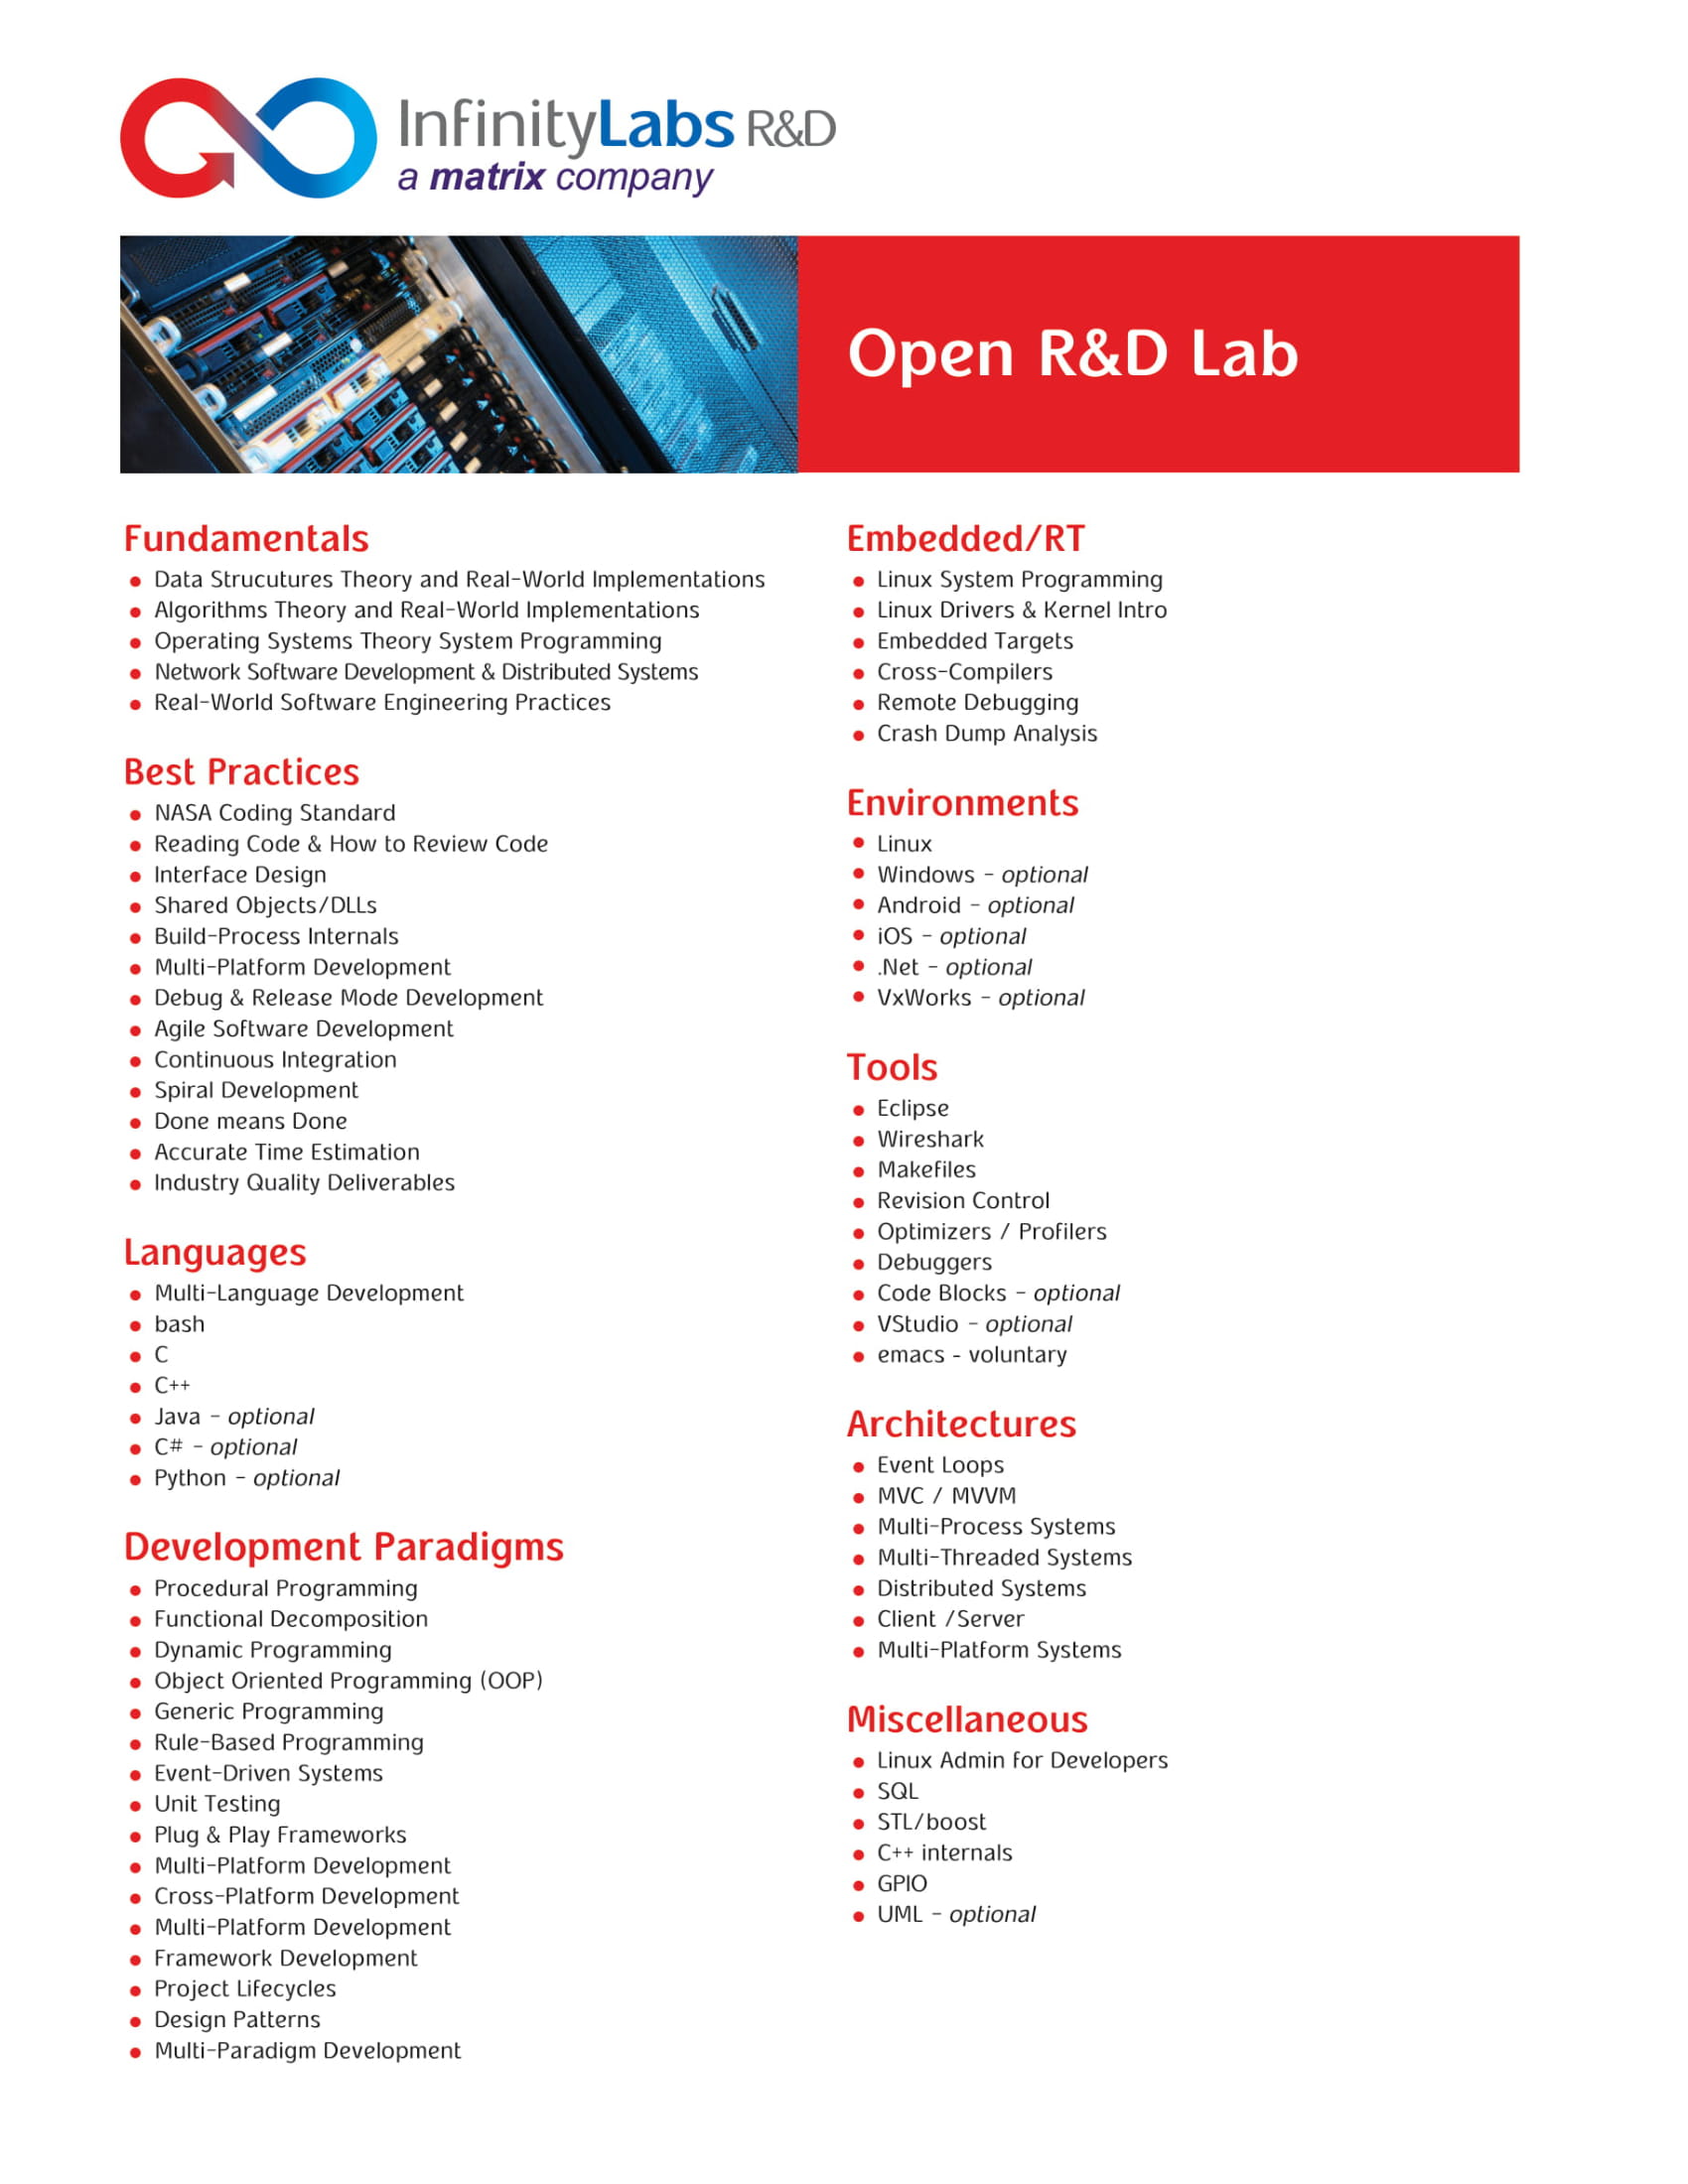 InfinityLabs R&D
a matrix company
Open R&D Lab
Fundamentals
• Data Strucutures Theory and Real-World Implementations
• Algorithms Theory and Real-World Implementations
• Operating Systems Theory System Programming
• Network Software Development & Distributed Systems
• Real-World Software Engineering Practices
Best Practices
• NASA Coding Standard
• Reading Code & How to Review Code
• Interface Design
• Shared Objects/DLLs
• Build-Process Internals
• Multi-Platform Development
• Debug & Release Mode Development
• Agile Software Development
• Continuous Integration
• Spiral Development
• Done means Done
• Accurate Time Estimation
• Industry Quality Deliverables
Languages
• Multi-Language Development
• bash
• C
• C++
• Java - optional
• C# - optional
• Python - optional
Development Paradigms
• Procedural Programming
• Functional Decomposition
• Dynamic Programming
• Object Oriented Programming (OOP)
• Generic Programming
• Rule-Based Programming
• Event-Driven Systems
• Unit Testing
• Plug & Play Frameworks
• Multi-Platform Development
• Cross-Platform Development
• Multi-Platform Development
• Framework Development
• Project Lifecycles
• Design Patterns
• Multi-Paradigm Development
Embedded/RT
• Linux System Programming
• Linux Drivers & Kernel Intro
• Embedded Targets
• Cross-Compilers
• Remote Debugging
• Crash Dump Analysis
Environments
• Linux
• Windows - optional
• Android - optional
• iOS - optional
• .Net - optional
• VxWorks - optional
Tools
• Eclipse
• Wireshark
• Makefiles
• Revision Control
• Optimizers / Profilers
• Debuggers
• Code Blocks - optional
• VStudio - optional
• emacs - voluntary
Architectures
• Event Loops
• MVC / MVVM
• Multi-Process Systems
• Multi-Threaded Systems
• Distributed Systems
• Client /Server
• Multi-Platform Systems
Miscellaneous
• Linux Admin for Developers
• SQL
• STL/boost
• C++ internals
• GPIO
• UML - optional